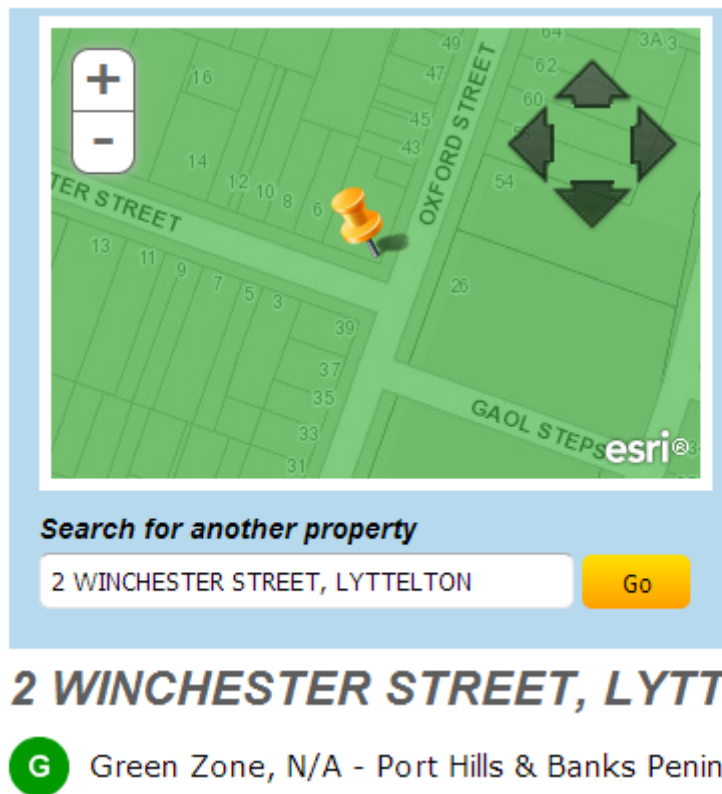 49
64
3A 3
47
62
16
60
45
43
OXFORD STREET
14
12
10
8
6
54
TER STREET
13
11
9
7
5
3
26
39
37
35
33
31
GAOL STEPS
esri®
Search for another property
2 WINCHESTER STREET, LYTTELTON
Go
2 WINCHESTER STREET, LYTT
G Green Zone, N/A - Port Hills & Banks Penin